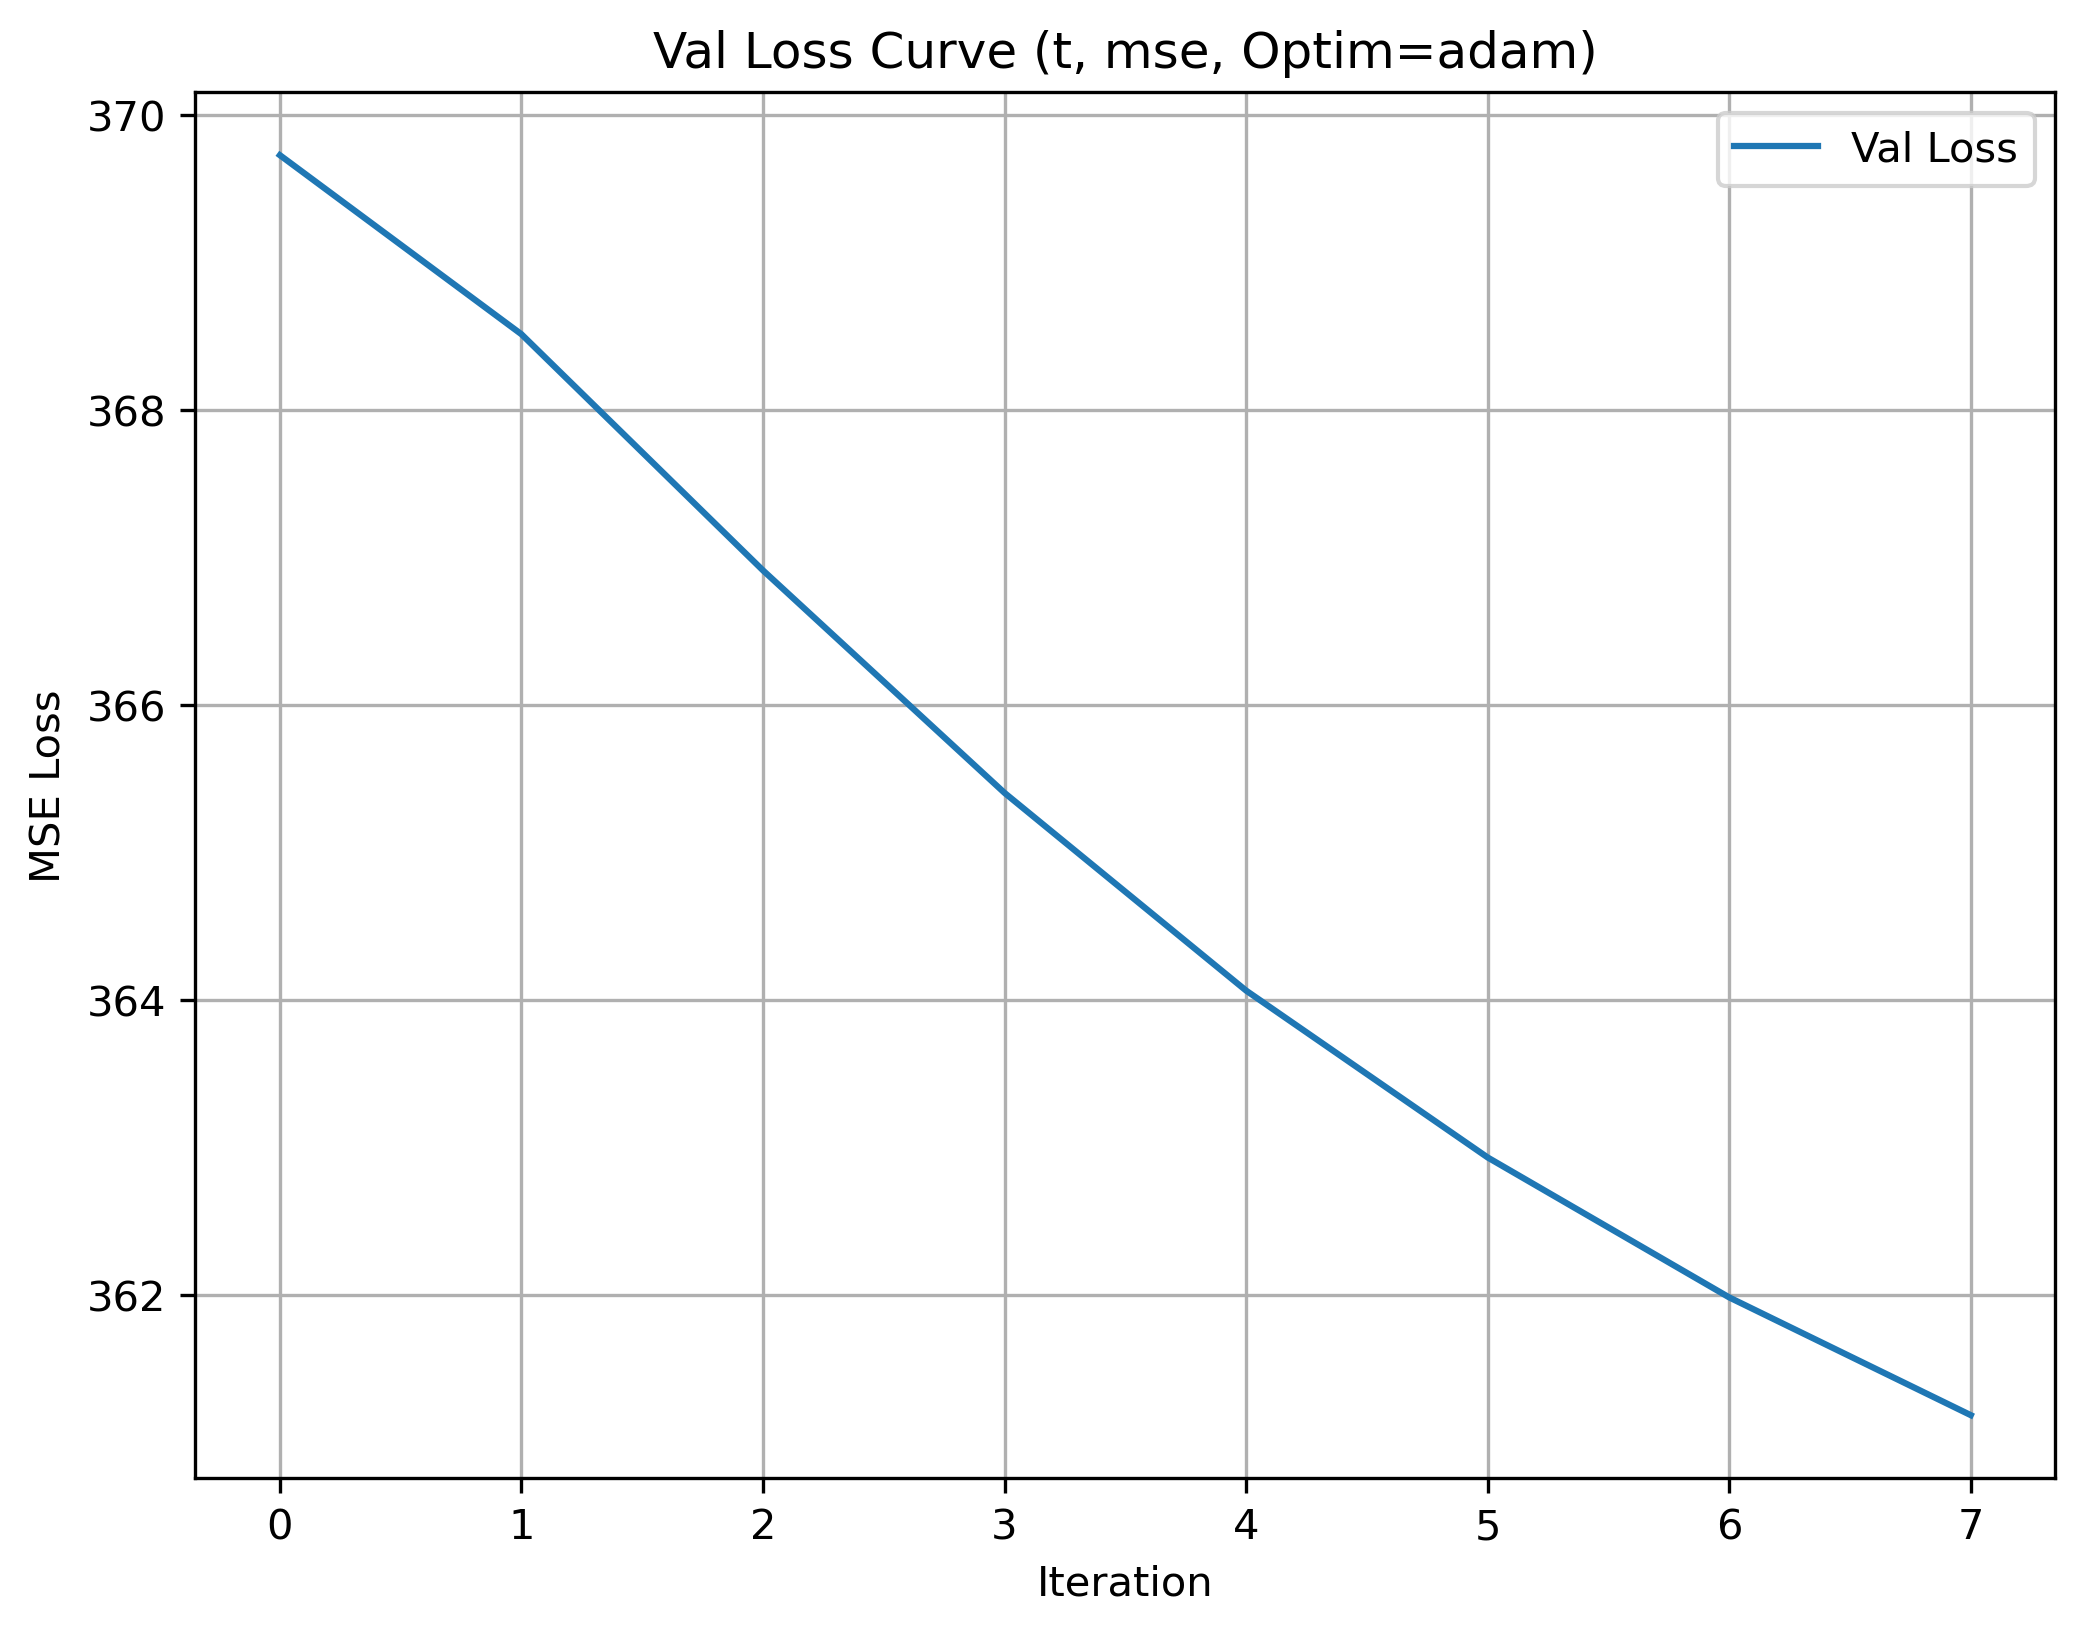 Val Loss Curve (t, mse, Optim=adam)
Val Loss
370
368
366
364
362
MSE Loss
0 1 2 3 4 5 6 7
Iteration